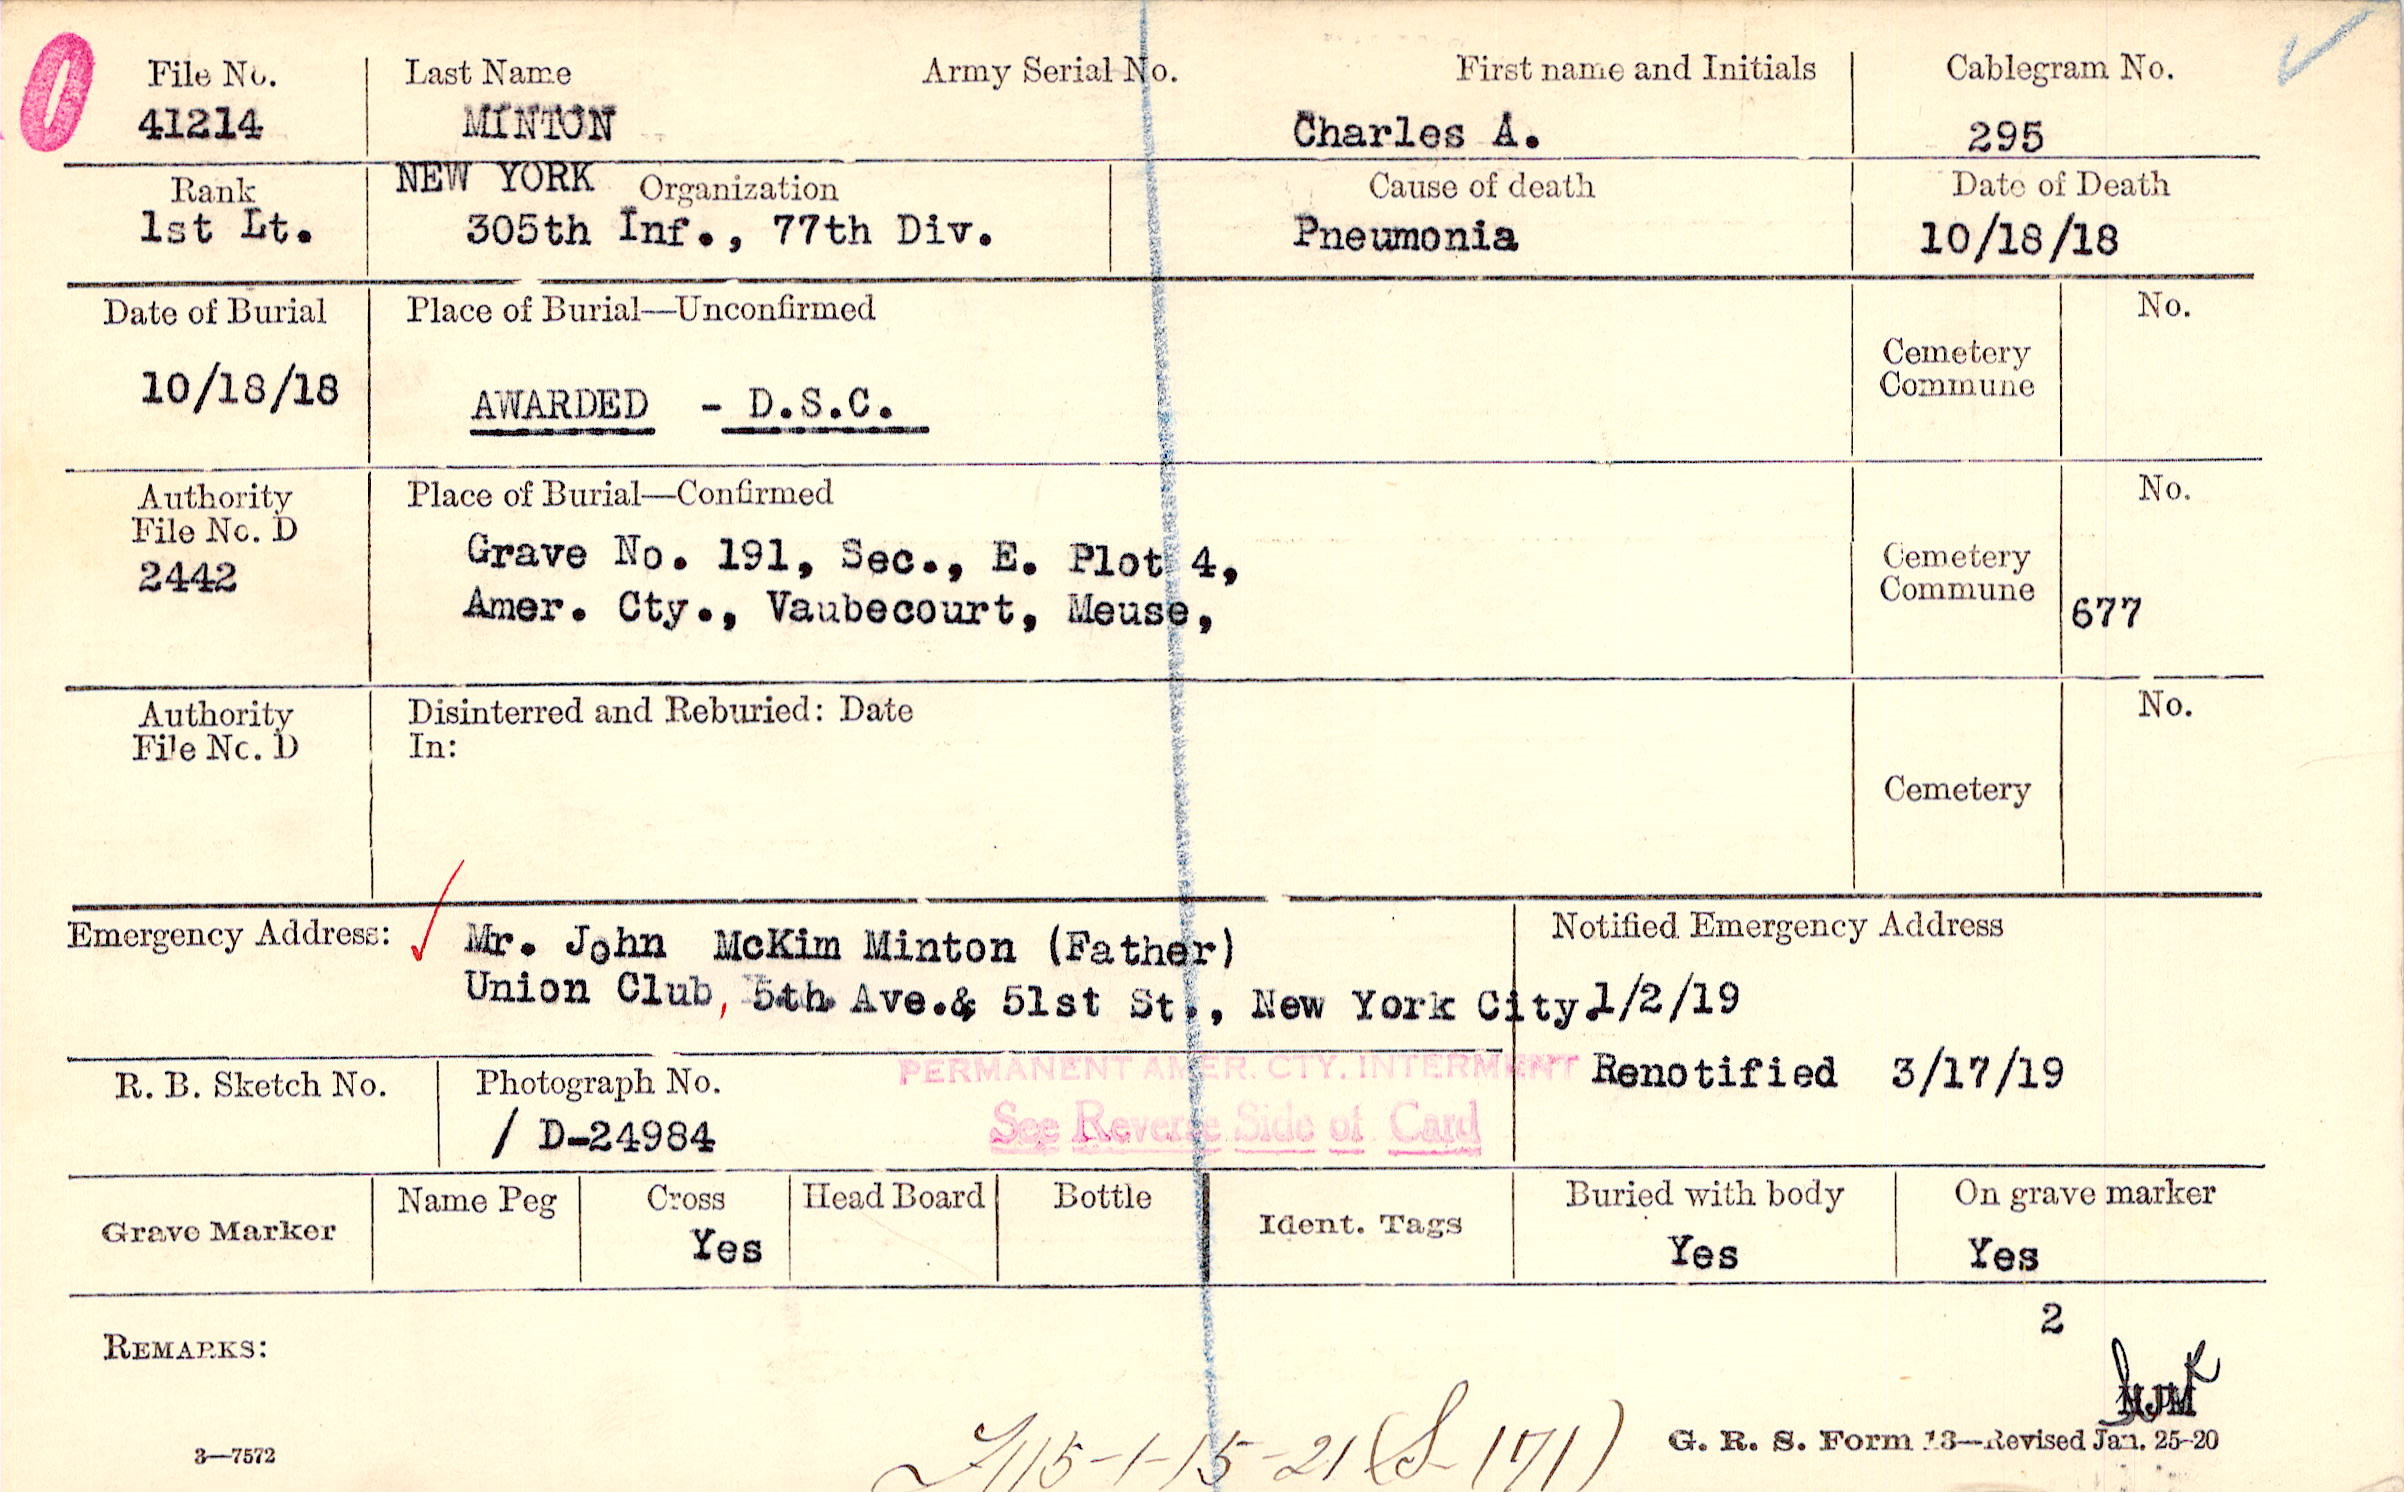 File No. Last Name Army Serial No. First name and Initials Cablegram No.
41214 MINTON Charles A. 295
NEW YORK
Rank Organization Cause of death Date of Death
1st Lt. 305th Inf., 77th Div. Pneumonia 10/18/18
Date of Burial Place of Burial—Unconfirmed No.
10/18/18 AWARDED - D.S.C. Cemetery
Commune
Authority Place of Burial—Confirmed No.
File No. D
2442 Grave No. 191, Sec., E. Plot 4, Cemetery
Amer. Cty., Vaubecourt, Meuse, Commune 677
Authority Disinterred and Reburied: Date No.
File No. D In:
Cemetery
Emergency Address: Mr. John McKim Minton (Father) Notified Emergency Address
Union Club, 5th Ave.& 51st St., New York City. 1/2/19
PERMANENT AMER. CTY. INTERMENT Renotified 3/17/19
R. B. Sketch No. Photograph No.
/ D-24984 See Reverse Side of Card
Grave Marker Name Peg Cross Head Board Bottle Ident. Tags Buried with body On grave marker
Yes Yes Yes
2
REMARKS:
MJM
3—7572 15-1-15-21 (S-171) G. R. S. Form 13—Revised Jan. 25-20